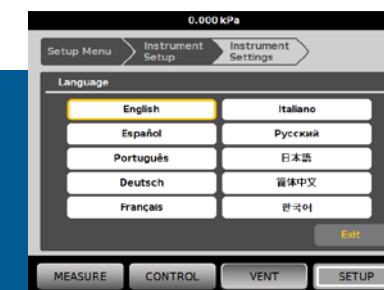 0.000 kPa
Setup Menu
Instrument Setup
Instrument Settings
Language
English
Italiano
Español
Русский
Português
日本語
Deutsch
简体中文
Français
한국어
Exit
MEASURE
CONTROL
VENT
SETUP